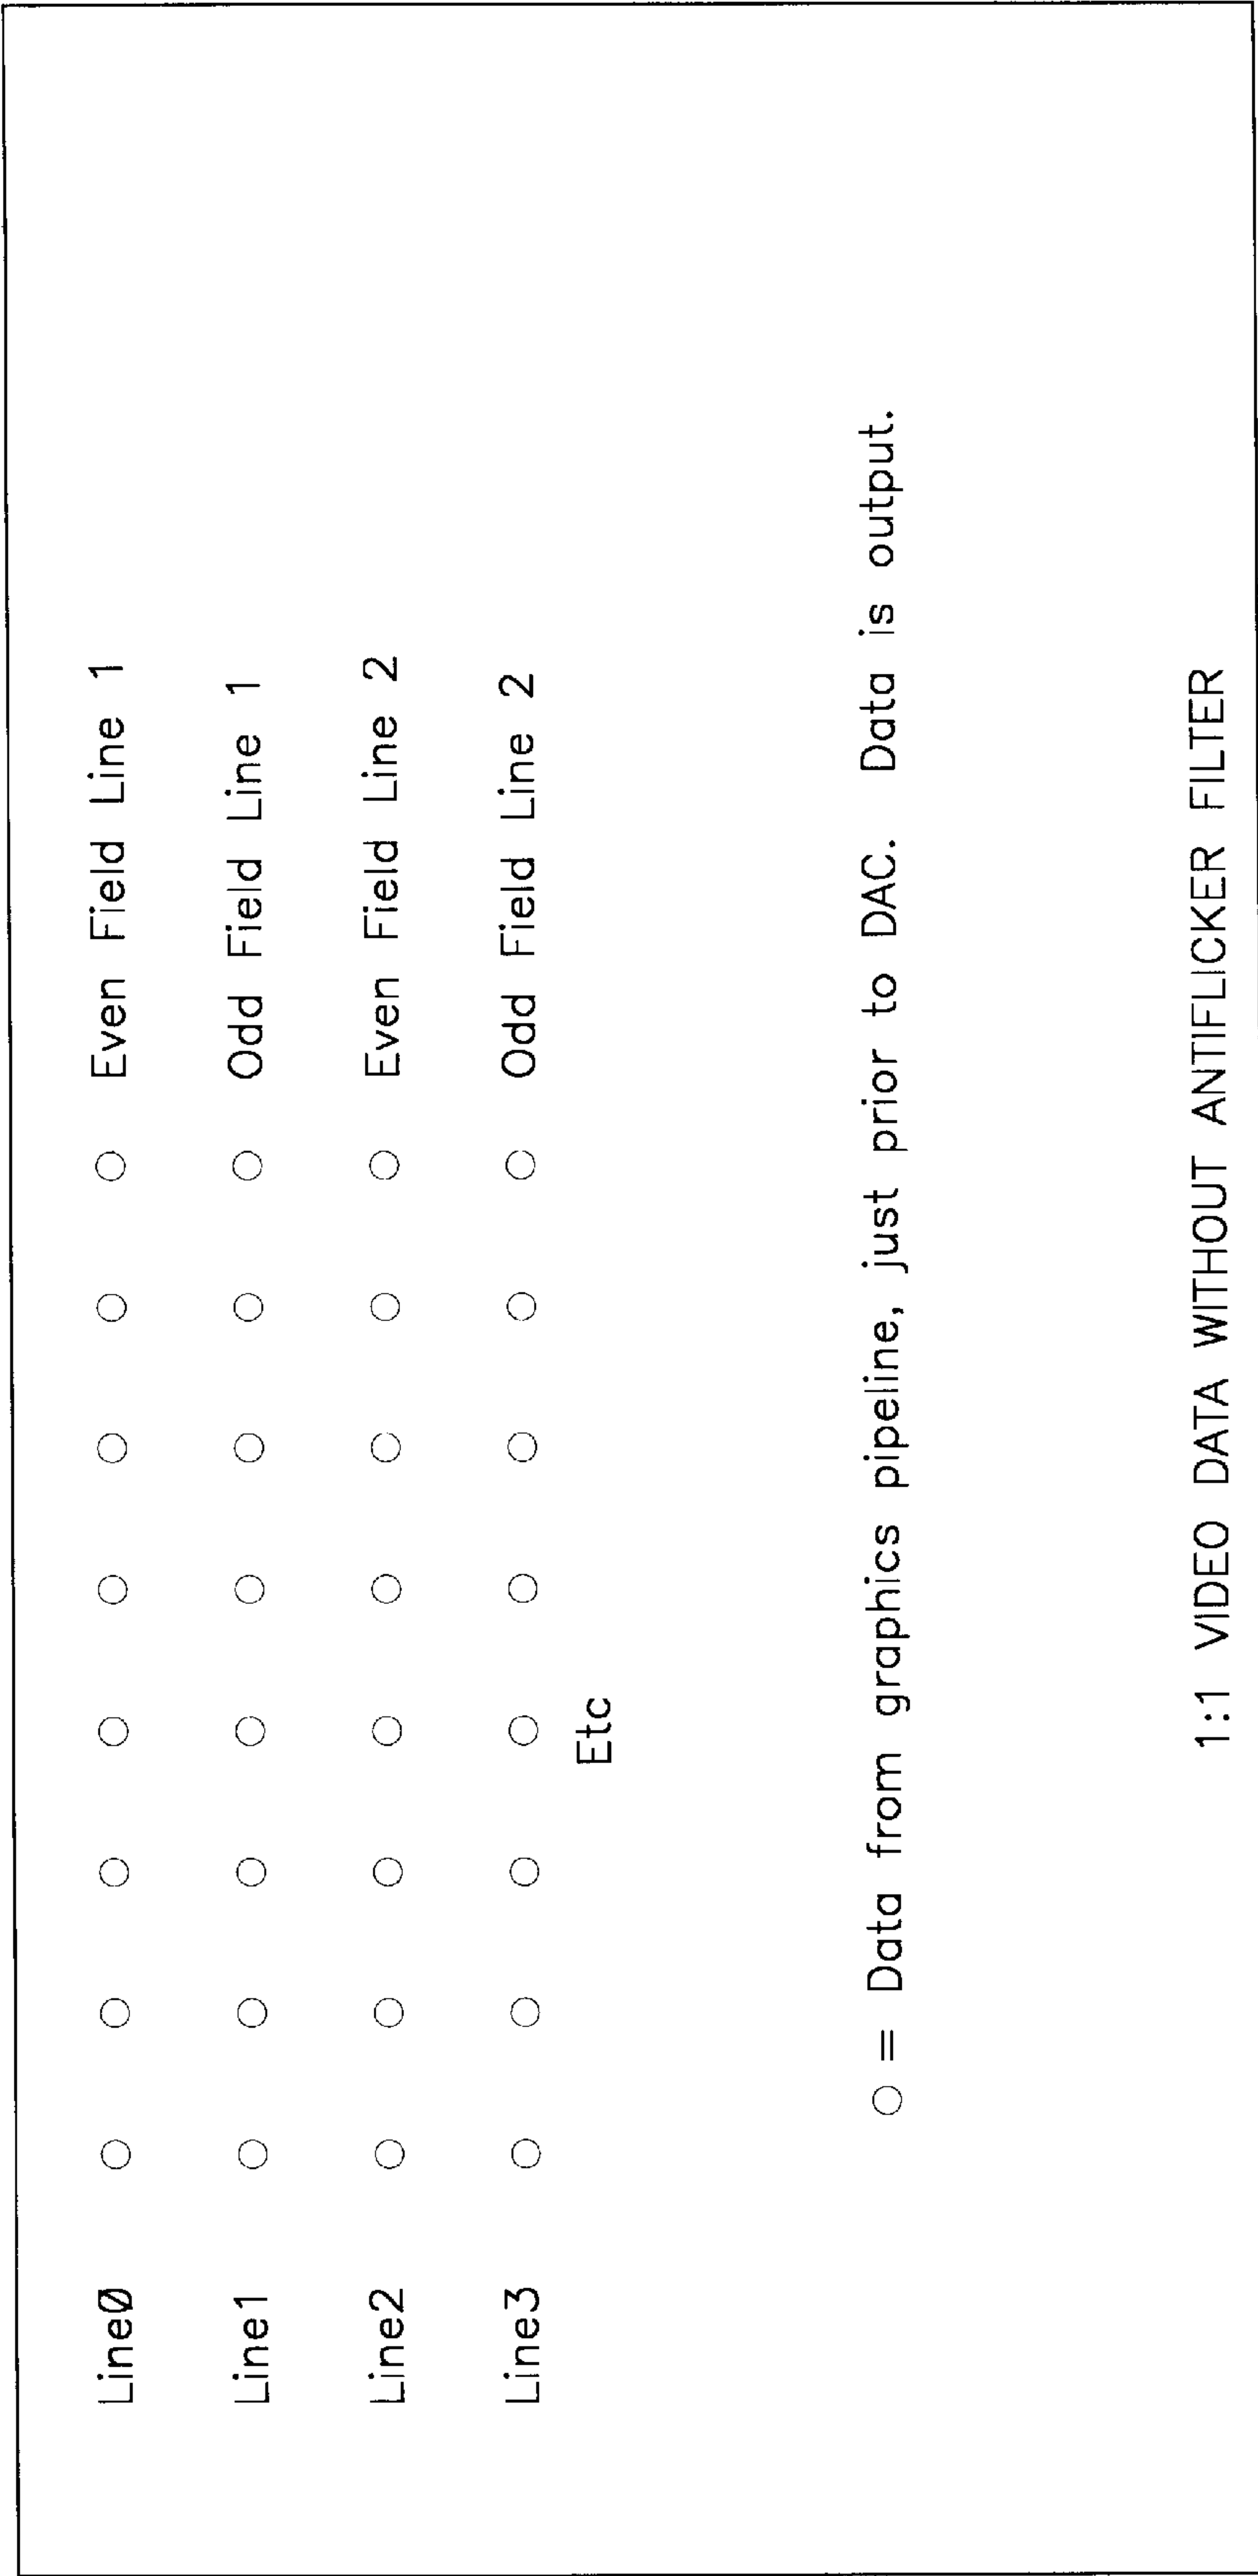 LineØ ○ ○ ○ ○ ○ ○ ○ ○ Even Field Line 1
Line1 ○ ○ ○ ○ ○ ○ ○ ○ Odd Field Line 1
Line2 ○ ○ ○ ○ ○ ○ ○ ○ Even Field Line 2
Line3 ○ ○ ○ ○ ○ ○ ○ ○ Odd Field Line 2
Etc
○ = Data from graphics pipeline, just prior to DAC. Data is output.
1:1 VIDEO DATA WITHOUT ANTIFLICKER FILTER